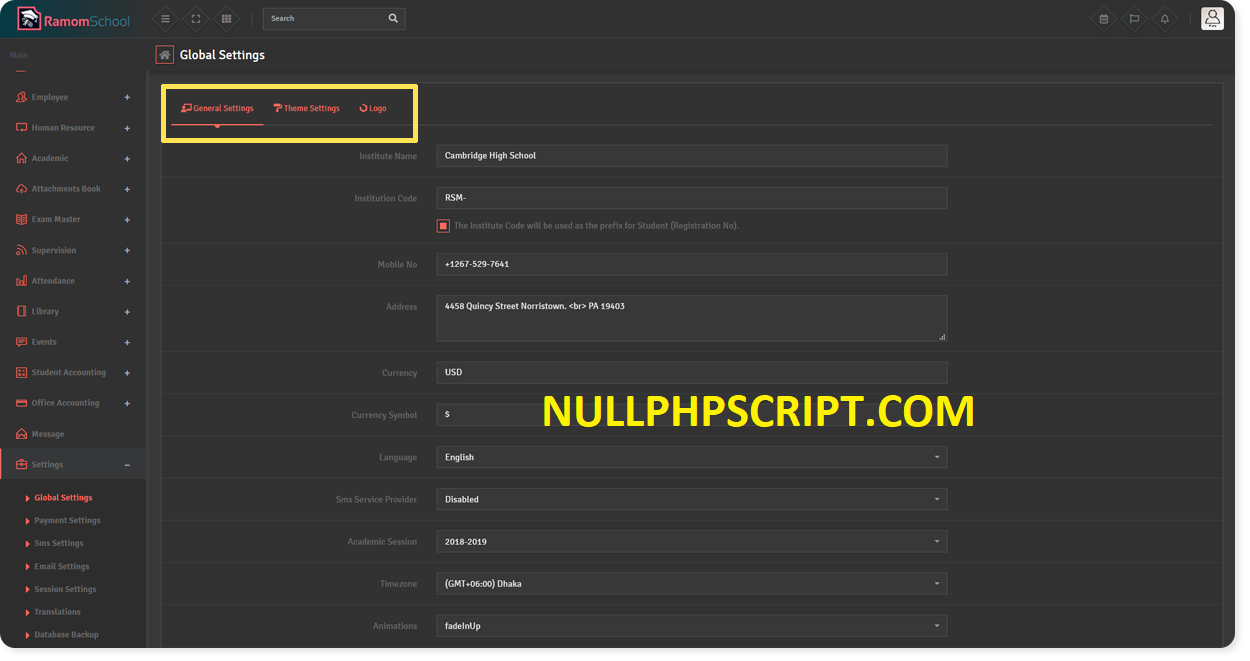 RamomSchool
Search
Main
Global Settings
Employee +
Human Resource +
Academic +
Attachments Book +
Exam Master +
Supervision +
Attendance +
Library +
Events +
Student Accounting +
Office Accounting +
Message
Settings −
Global Settings
Payment Settings
Sms Settings
Email Settings
Session Settings
Translations
Database Backup
General Settings Theme Settings Logo
Institute Name Cambridge High School
Institution Code RSM-
The Institute Code will be used as the prefix for Student (Registration No).
Mobile No +1267-529-7641
Address 4458 Quincy Street Norristown. <br> PA 19403
Currency USD
Currency Symbol $
NULLPHPSCRIPT.COM
Language English
Sms Service Provider Disabled
Academic Session 2018-2019
Timezone (GMT+06:00) Dhaka
Animations fadeInUp